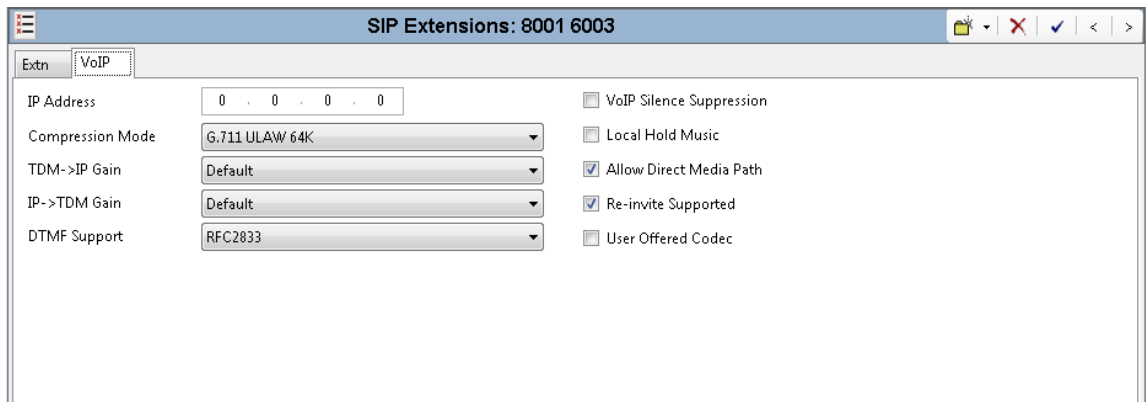 SIP Extensions: 8001 6003
Extn VoIP
IP Address 0 . 0 . 0 . 0
Compression Mode G.711 ULAW 64K
TDM->IP Gain Default
IP->TDM Gain Default
DTMF Support RFC2833
VoIP Silence Suppression
Local Hold Music
Allow Direct Media Path
Re-invite Supported
User Offered Codec